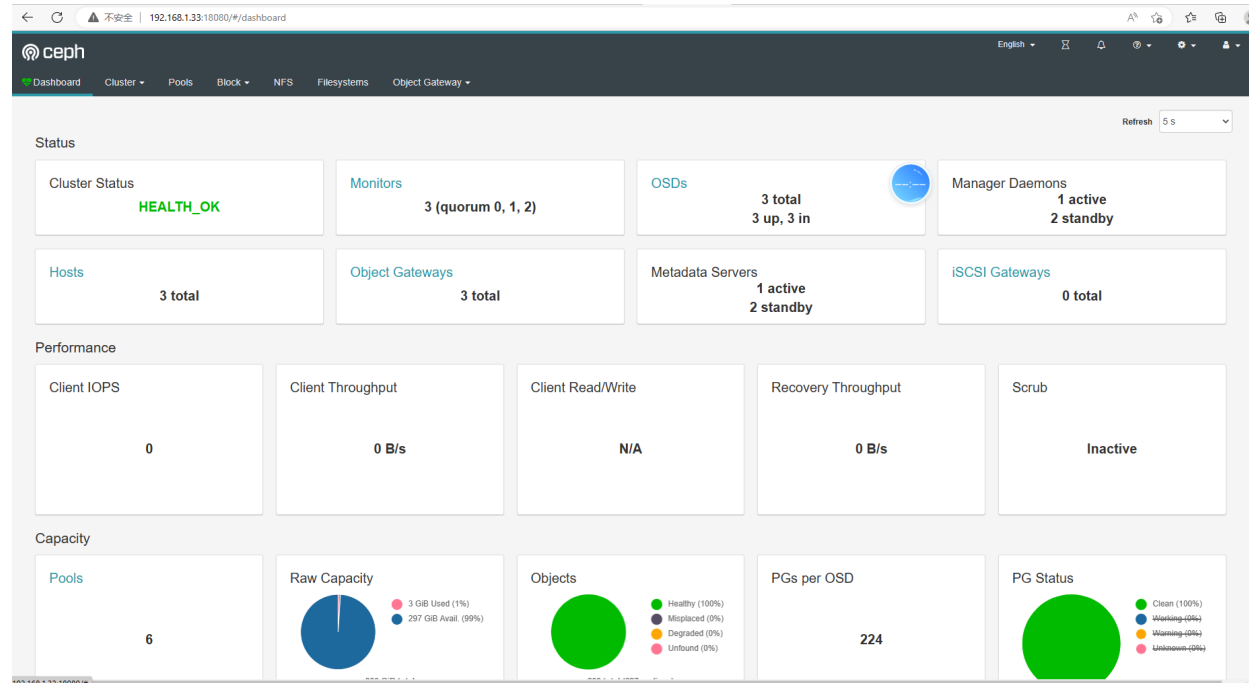 不安全 | 192.168.1.33:18080/#/dashboard
ceph
English
Dashboard Cluster Pools Block NFS Filesystems Object Gateway
Refresh 5 s
Status
Cluster Status
HEALTH_OK
Monitors
3 (quorum 0, 1, 2)
OSDs
3 total
3 up, 3 in
Manager Daemons
1 active
2 standby
Hosts
3 total
Object Gateways
3 total
Metadata Servers
1 active
2 standby
iSCSI Gateways
0 total
Performance
Client IOPS
0
Client Throughput
0 B/s
Client Read/Write
N/A
Recovery Throughput
0 B/s
Scrub
Inactive
Capacity
Pools
6
Raw Capacity
3 GiB Used (1%)
297 GiB Avail. (99%)
Objects
Healthy (100%)
Misplaced (0%)
Degraded (0%)
Unfound (0%)
PGs per OSD
224
PG Status
Clean (100%)
Working (0%)
Warning (0%)
Unknown (0%)